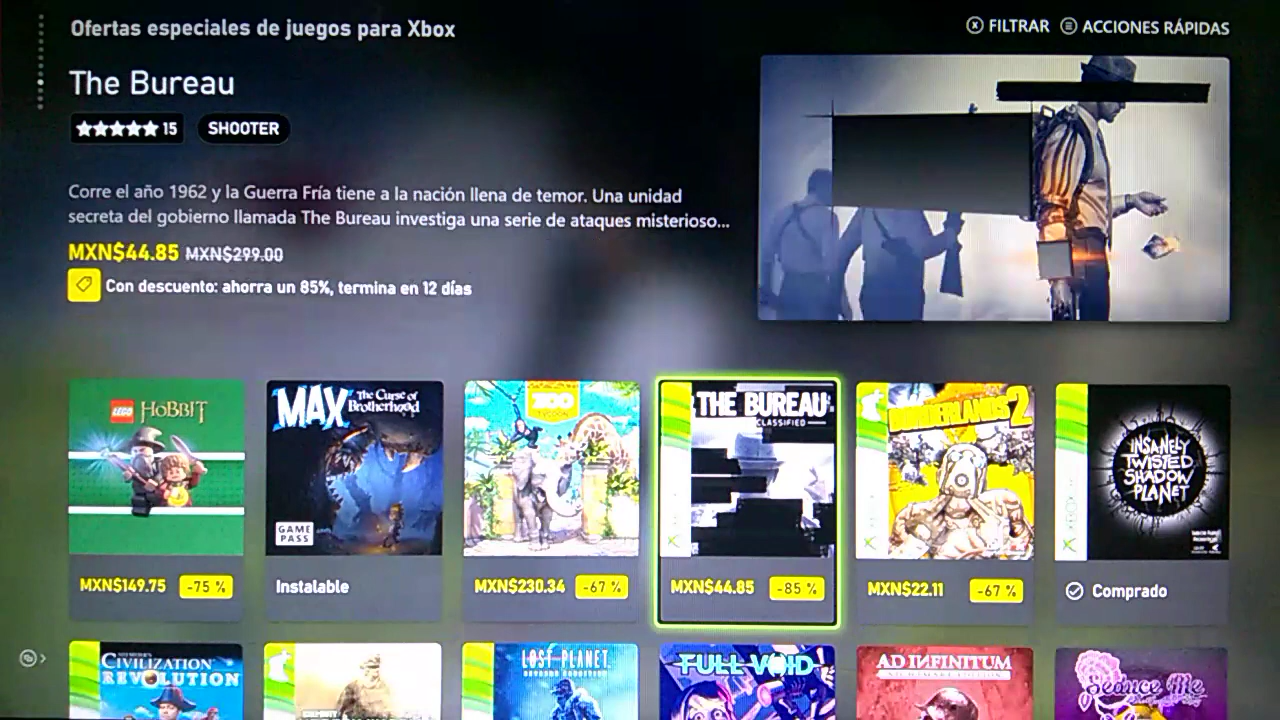 Ofertas especiales de juegos para Xbox
FILTRAR
ACCIONES RÁPIDAS
The Bureau
15
SHOOTER
Corre el año 1962 y la Guerra Fría tiene a la nación llena de temor. Una unidad
secreta del gobierno llamada The Bureau investiga una serie de ataques misterioso...
MXN$44.85 MXN$299.00
Con descuento: ahorra un 85%, termina en 12 días
LEGO HOBBIT
MAX The Curse of
Brotherhood
GAME
PASS
ZOO
TYCOON
THE BUREAU
CLASSIFIED
BORDERLANDS 2
INSANELY
TWISTED
SHADOW
PLANET
MXN$149.75 -75 %
Instalable
MXN$230.34 -67 %
MXN$44.85 -85 %
MXN$22.11 -67 %
Comprado
CIVILIZATION
REVOLUTION
LOST PLANET
FULL VOID
AD INFINITUM
Seduce Me